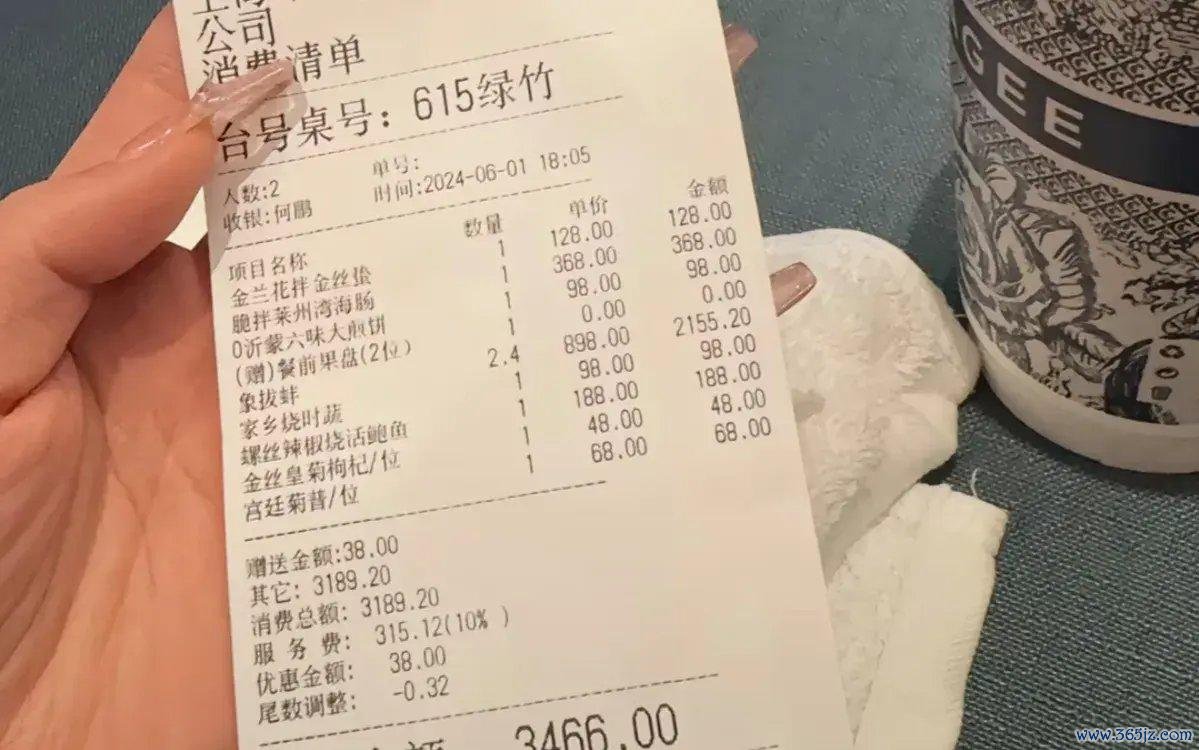 公司
消费清单
台号桌号：615绿竹
人数:2 单号:
收银:何鹏 时间:2024-06-01 18:05
项目名称 数量 单价 金额
金兰花拌金丝蛰 1 128.00 128.00
脆拌莱州湾海肠 1 368.00 368.00
0沂蒙六味大煎饼 1 98.00 98.00
(赠)餐前果盘(2位) 1 0.00 0.00
象拔蚌 2.4 898.00 2155.20
家乡烧时蔬 1 98.00 98.00
螺丝辣椒烧活鲍鱼 1 188.00 188.00
金丝皇菊枸杞/位 1 48.00 48.00
宫廷菊普/位 1 68.00 68.00
赠送金额:38.00
其它: 3189.20
消费总额: 3189.20
服 务 费: 315.12(10% )
优惠金额: 38.00
尾数调整: -0.32
3466.00
GEE
www.365jz.com